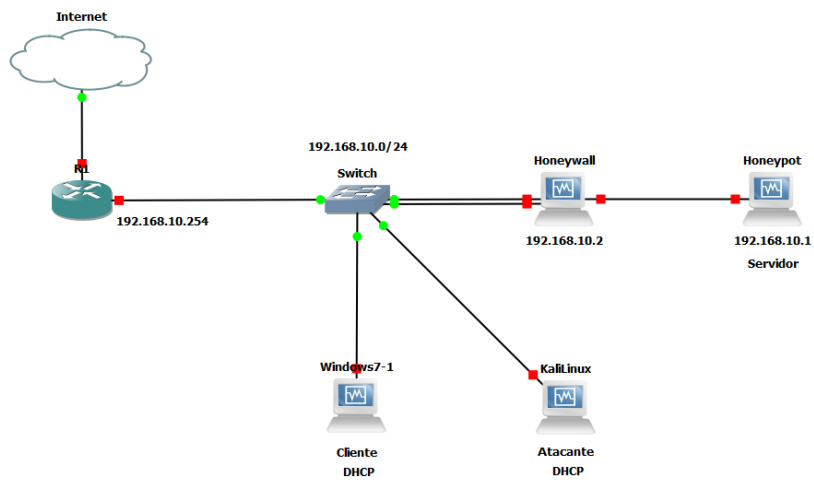 Internet
R1
192.168.10.254
192.168.10.0/24
Switch
Honeywall
192.168.10.2
Honeypot
192.168.10.1
Servidor
Windows7-1
Cliente
DHCP
KaliLinux
Atacante
DHCP